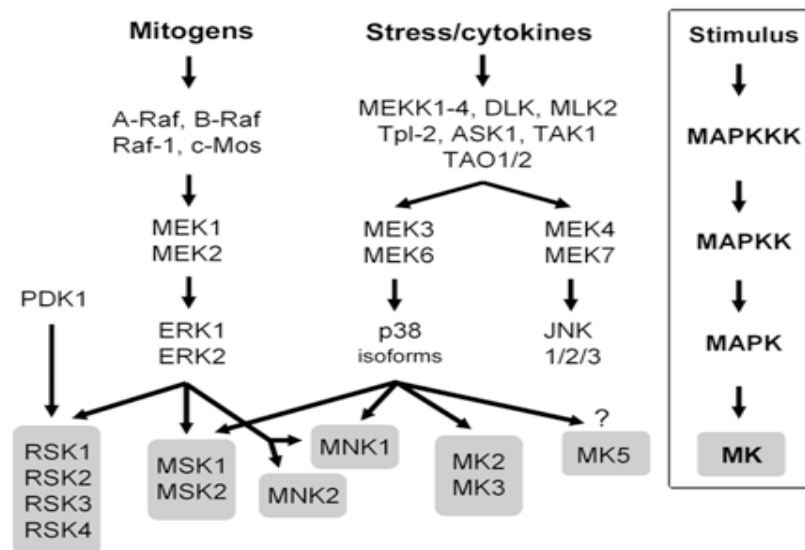 Mitogens
Stress/cytokines
Stimulus
A-Raf, B-Raf
Raf-1, c-Mos
MEKK1-4, DLK, MLK2
Tpl-2, ASK1, TAK1
TAO1/2
MAPKKK
MEK1
MEK2
MEK3
MEK6
MEK4
MEK7
MAPKK
PDK1
ERK1
ERK2
p38
isoforms
JNK
1/2/3
MAPK
?
RSK1
RSK2
RSK3
RSK4
MSK1
MSK2
MNK1
MNK2
MK2
MK3
MK5
MK